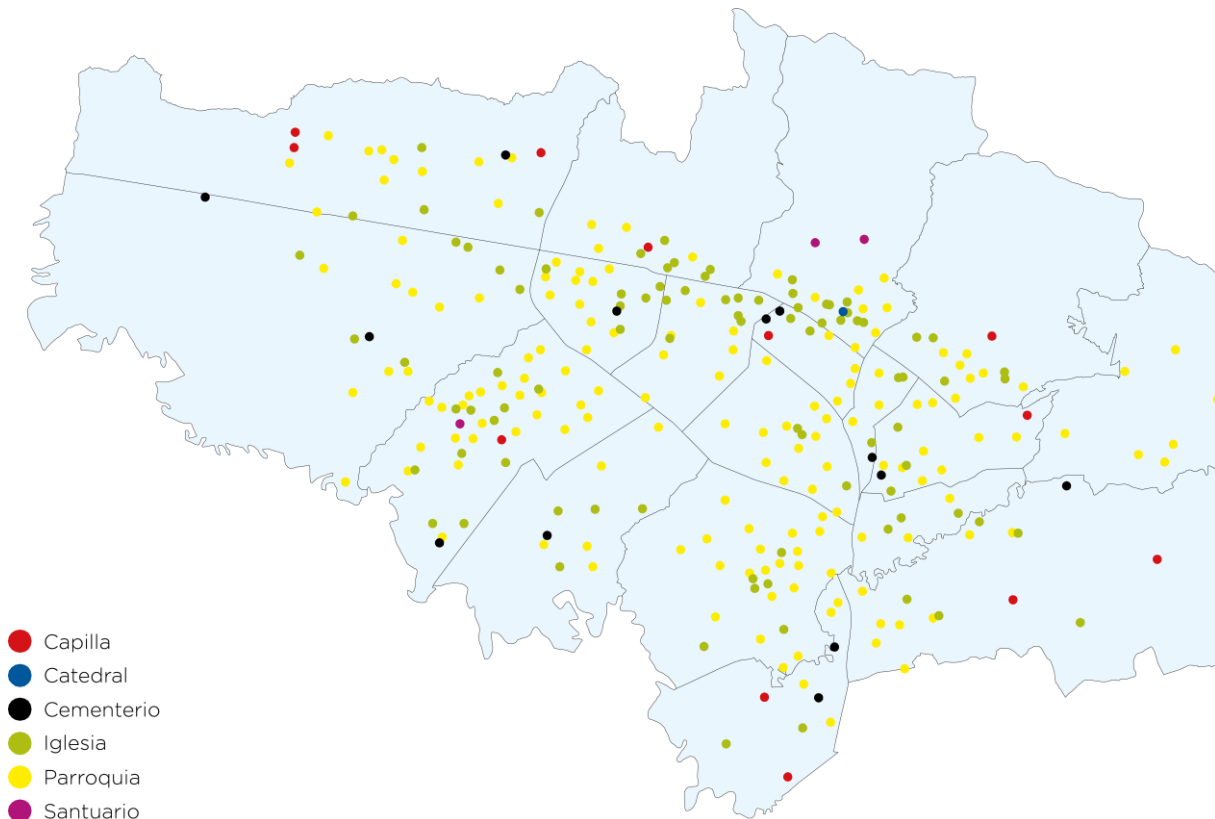 Capilla
Catedral
Cementerio
Iglesia
Parroquia
Santuario